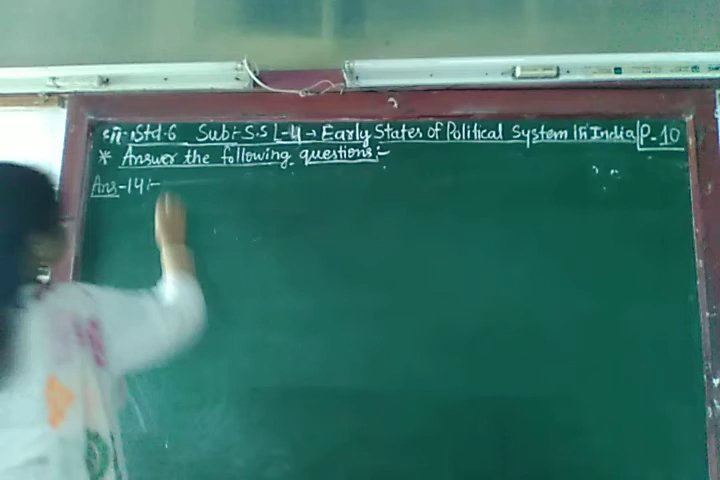 Std.6 Sub:- S.S L-4 → Early States of Political System In India P-10
* Answer the following questions:-
Ans-14:-